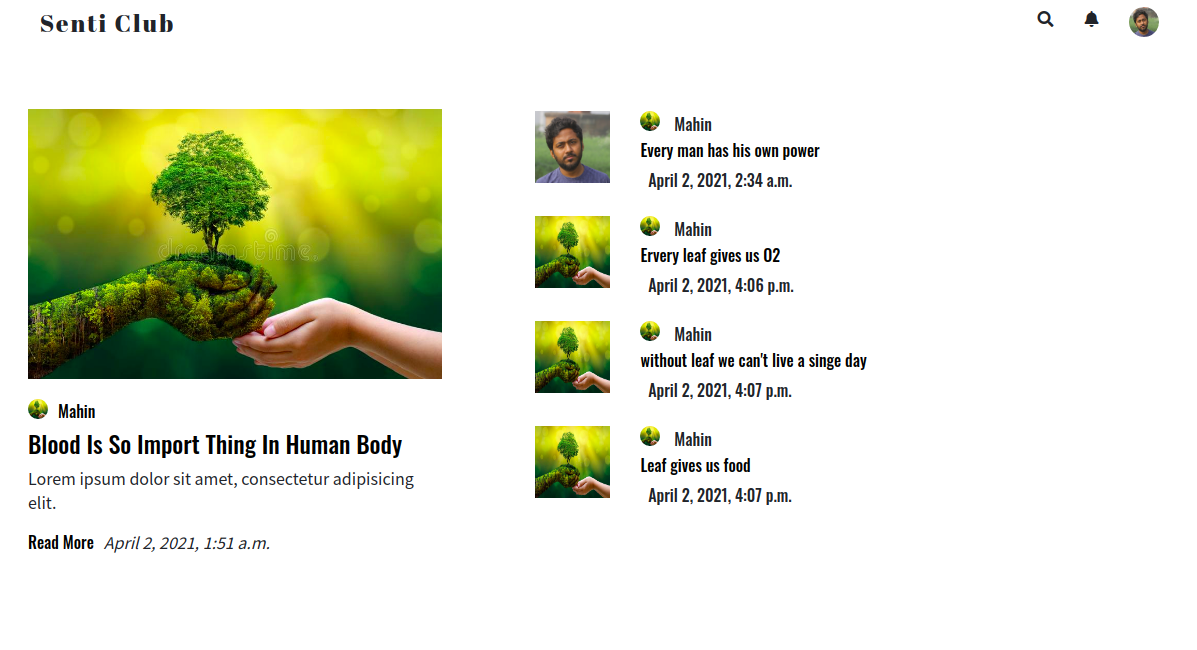 Senti Club
dreamstime.
Mahin
Blood Is So Import Thing In Human Body
Lorem ipsum dolor sit amet, consectetur adipisicing
elit.
Read More April 2, 2021, 1:51 a.m.
Mahin
Every man has his own power
April 2, 2021, 2:34 a.m.
Mahin
Ervery leaf gives us O2
April 2, 2021, 4:06 p.m.
Mahin
without leaf we can't live a singe day
April 2, 2021, 4:07 p.m.
Mahin
Leaf gives us food
April 2, 2021, 4:07 p.m.